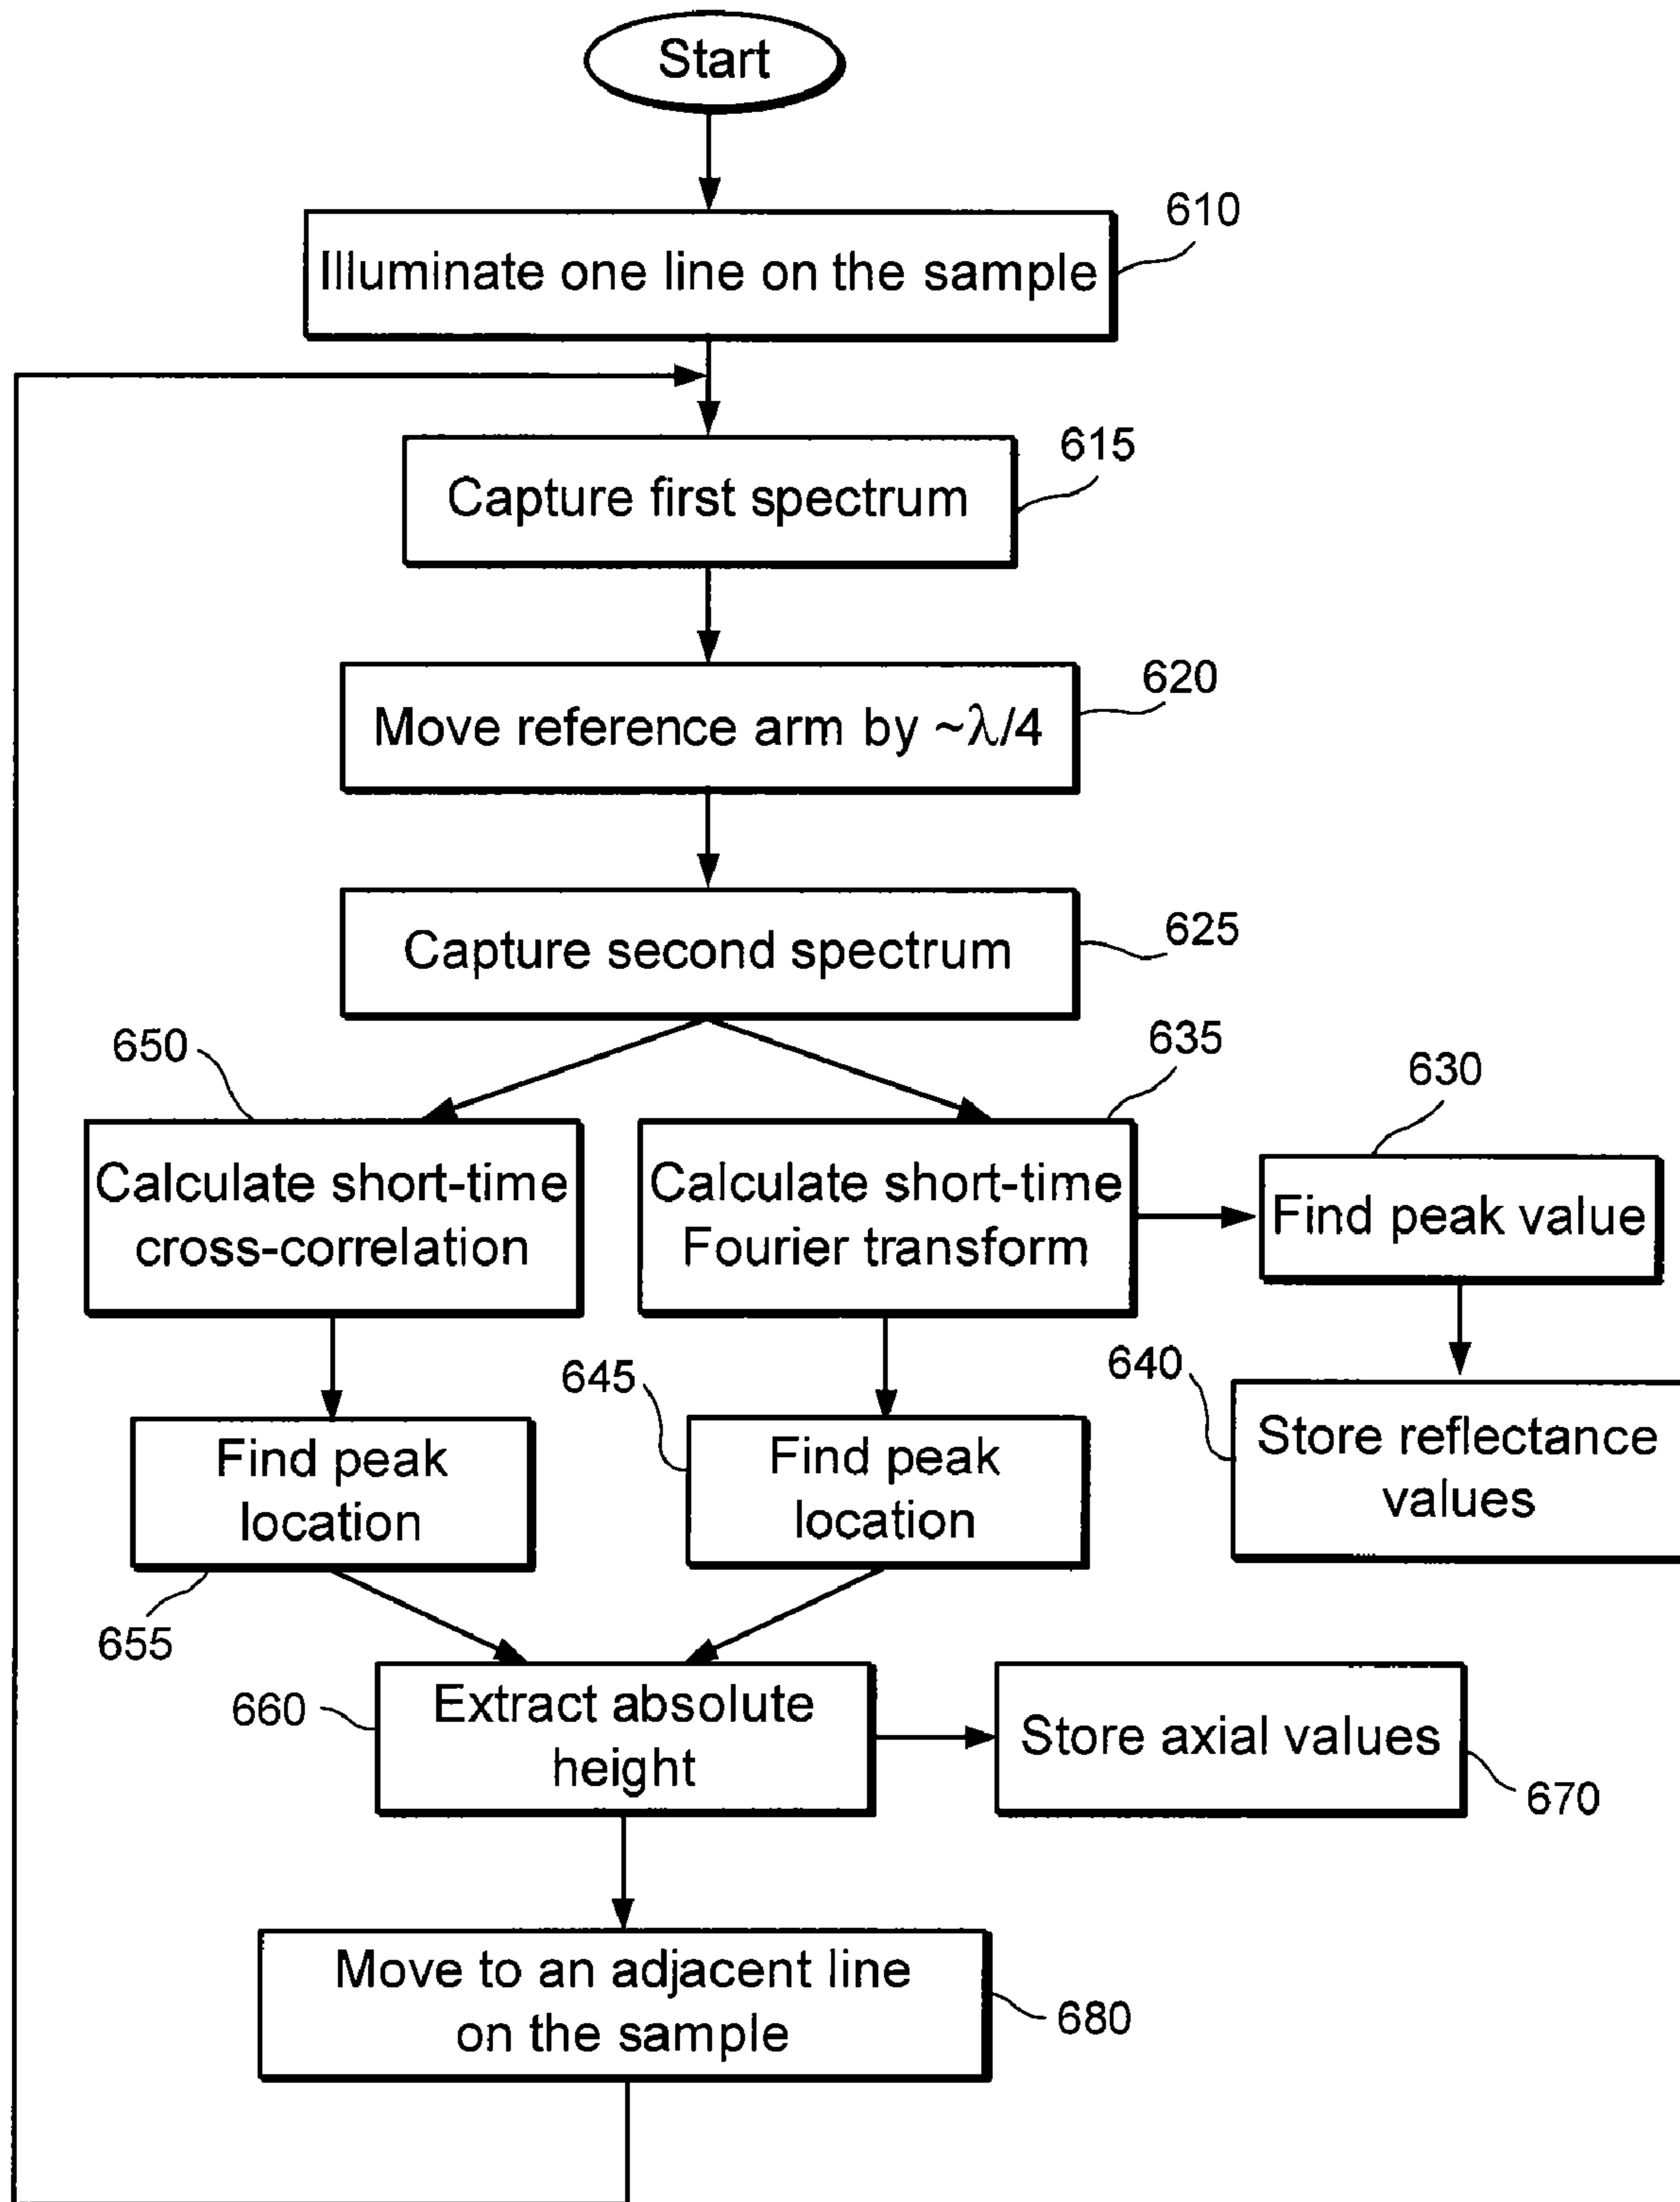 Start
610
Illuminate one line on the sample
615
Capture first spectrum
620
Move reference arm by ~λ/4
625
Capture second spectrum
650
635
630
Calculate short-time
cross-correlation
Calculate short-time
Fourier transform
Find peak value
645
640
Find peak
location
Find peak
location
Store reflectance
values
655
660
Extract absolute
height
Store axial values
670
Move to an adjacent line
on the sample
680